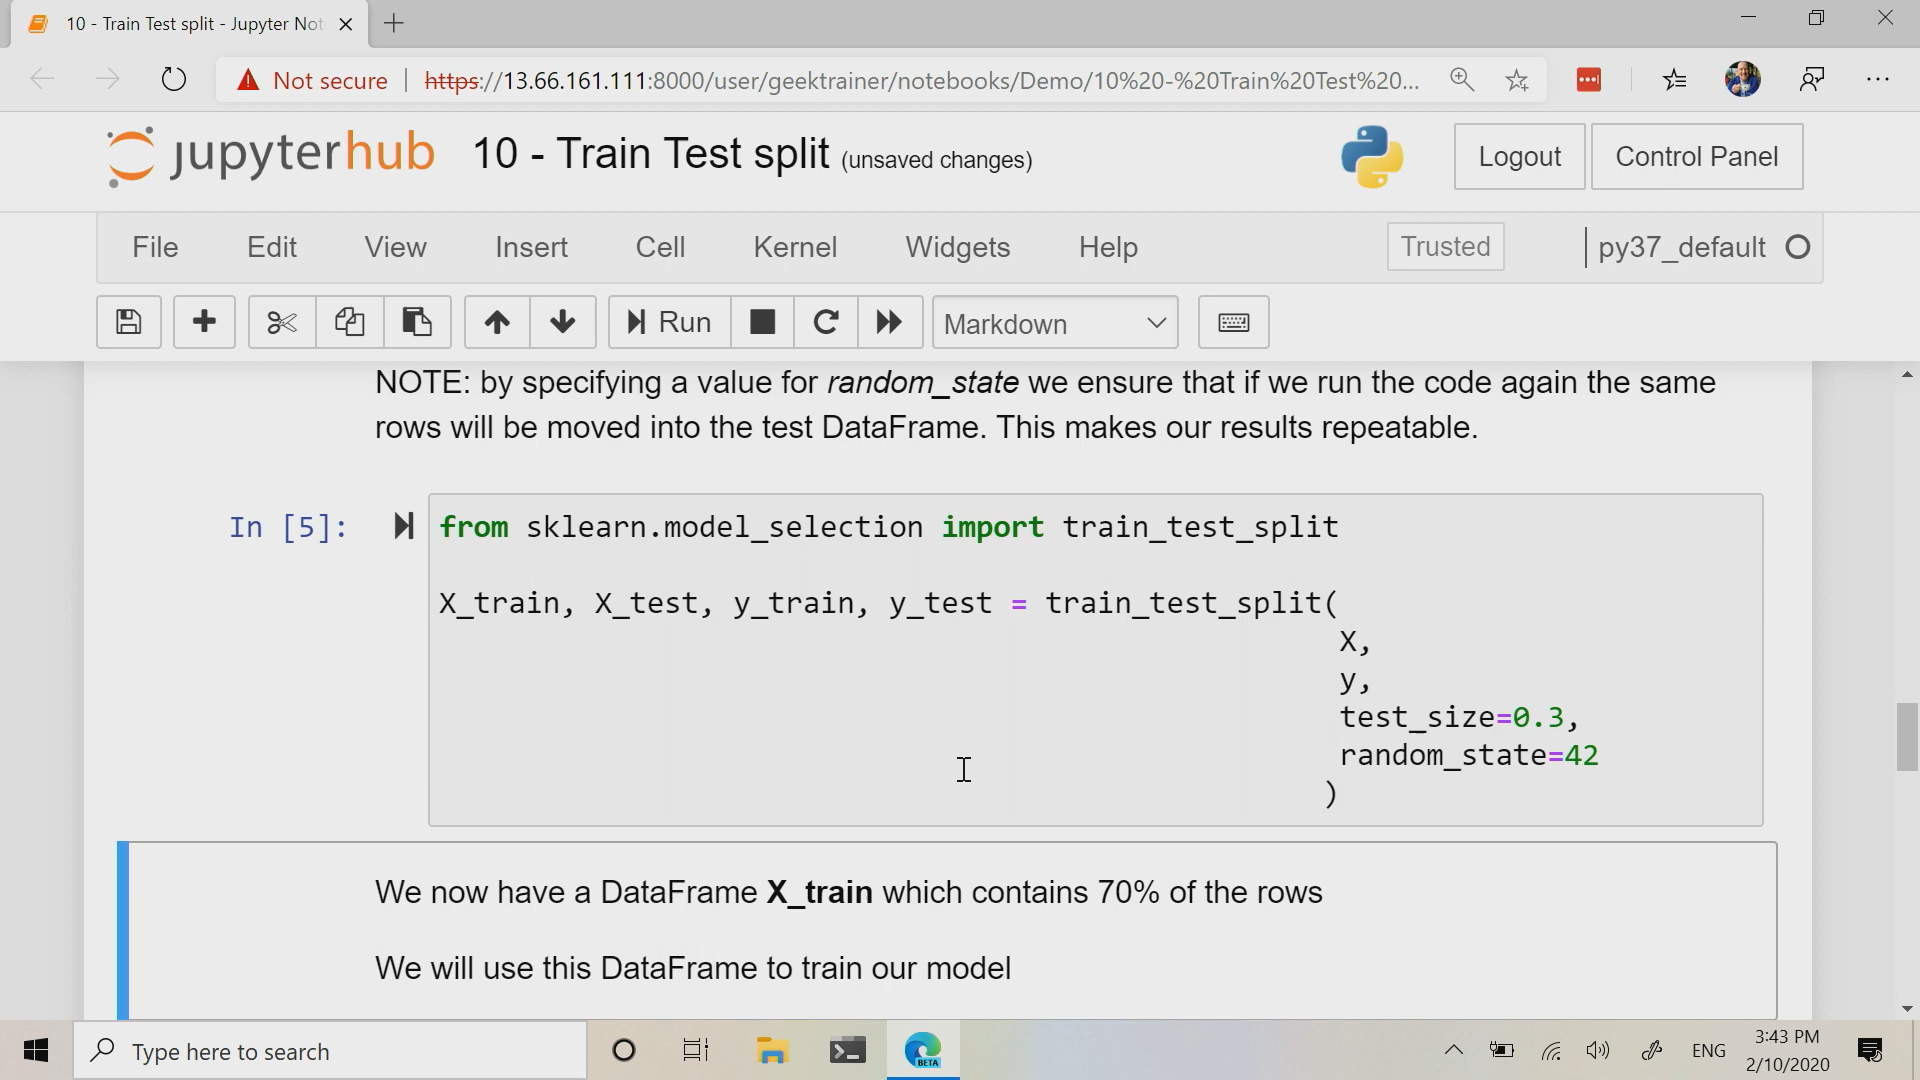 10 - Train Test split - Jupyter Not
Not secure
https://13.66.161.111:8000/user/geektrainer/notebooks/Demo/10%20-%20Train%20Test%20...
jupyterhub
10 - Train Test split (unsaved changes)
Logout
Control Panel
File Edit View Insert Cell Kernel Widgets Help
Trusted
py37_default
Run
Markdown
NOTE: by specifying a value for random_state we ensure that if we run the code again the same
rows will be moved into the test DataFrame. This makes our results repeatable.
In [5]:
from sklearn.model_selection import train_test_split
X_train, X_test, y_train, y_test = train_test_split(
X,
y,
test_size=0.3,
random_state=42
)
We now have a DataFrame X_train which contains 70% of the rows
We will use this DataFrame to train our model
Type here to search
BETA
ENG
3:43 PM
2/10/2020